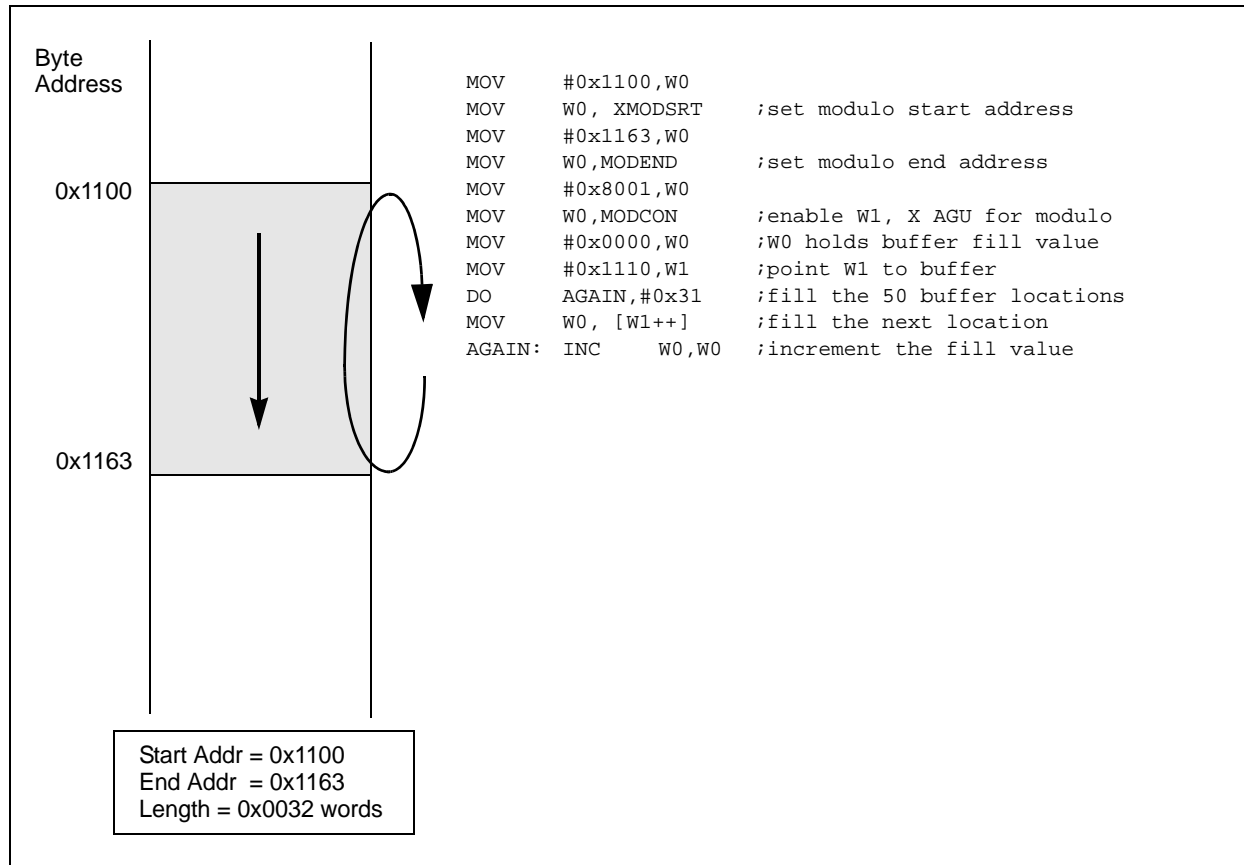 Byte
Address
0x1100
0x1163
MOV #0x1100,W0
MOV W0, XMODSRT ;set modulo start address
MOV #0x1163,W0
MOV W0,MODEND ;set modulo end address
MOV #0x8001,W0
MOV W0,MODCON ;enable W1, X AGU for modulo
MOV #0x0000,W0 ;W0 holds buffer fill value
MOV #0x1110,W1 ;point W1 to buffer
DO AGAIN,#0x31 ;fill the 50 buffer locations
MOV W0, [W1++] ;fill the next location
AGAIN: INC W0,W0 ;increment the fill value
Start Addr = 0x1100
End Addr = 0x1163
Length = 0x0032 words